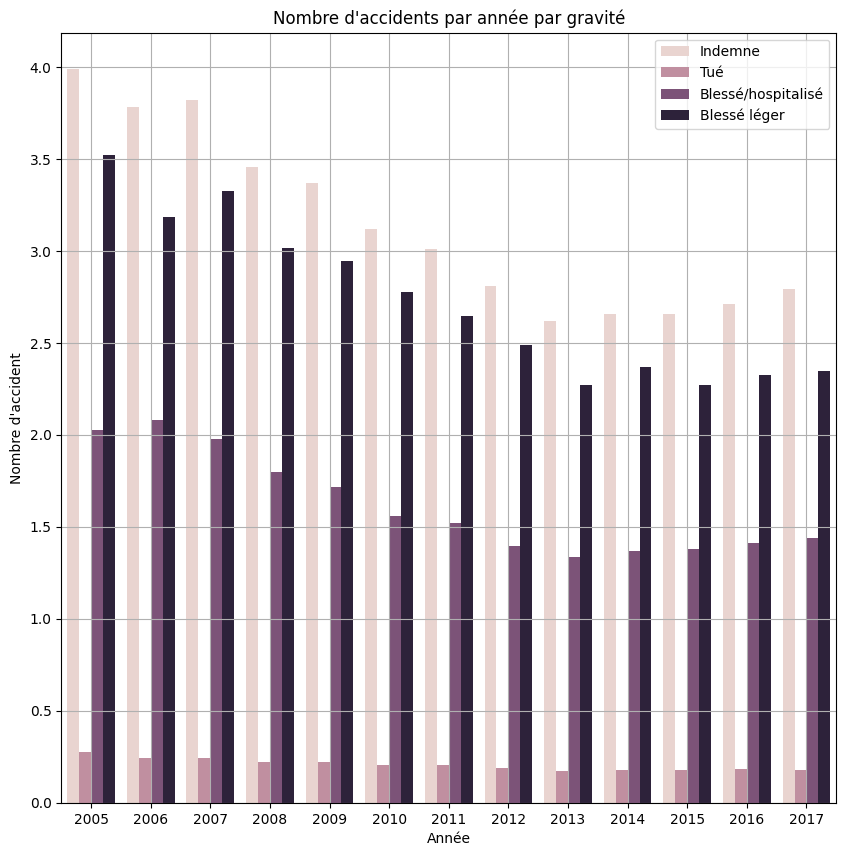 Nombre d'accidents par année par gravité
Indemne
Tué
Blessé/hospitalisé
Blessé léger
Nombre d'accident
4.0
3.5
3.0
2.5
2.0
1.5
1.0
0.5
0.0
2005 2006 2007 2008 2009 2010 2011 2012 2013 2014 2015 2016 2017
Année